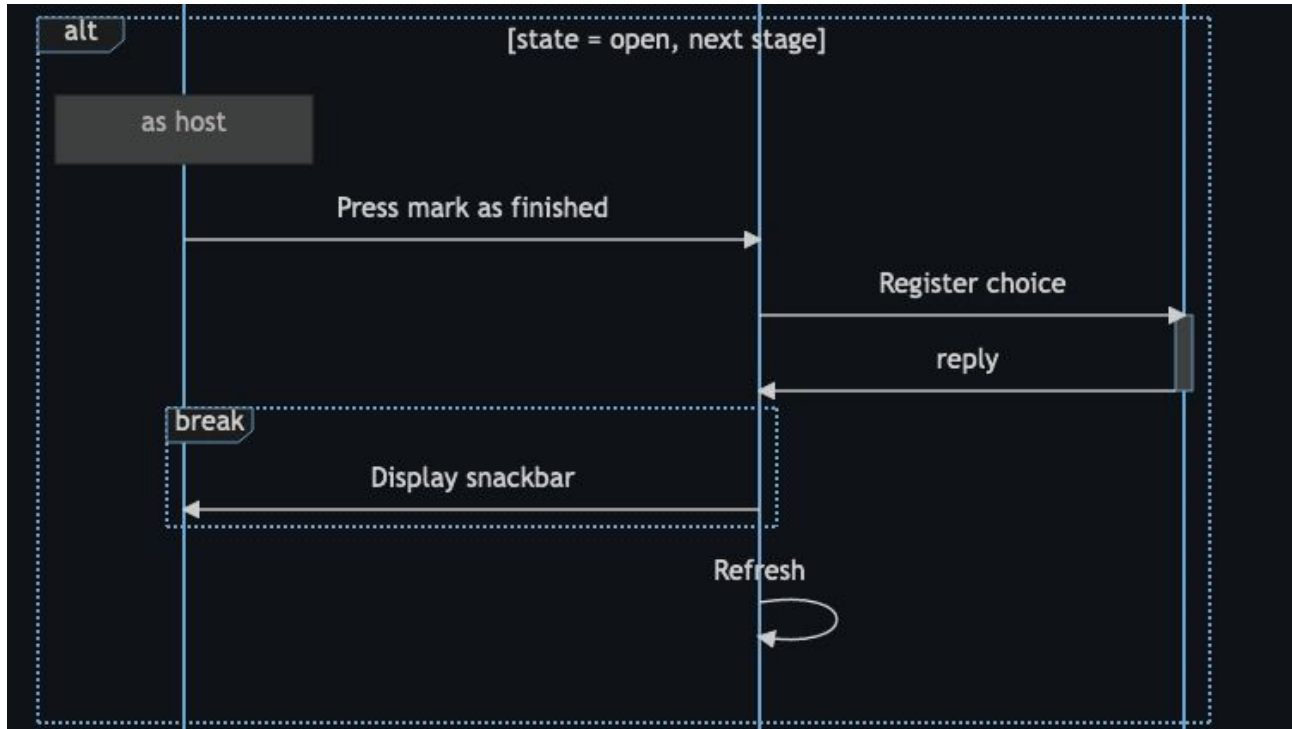 alt
[state = open, next stage]
as host
Press mark as finished
Register choice
reply
break
Display snackbar
Refresh